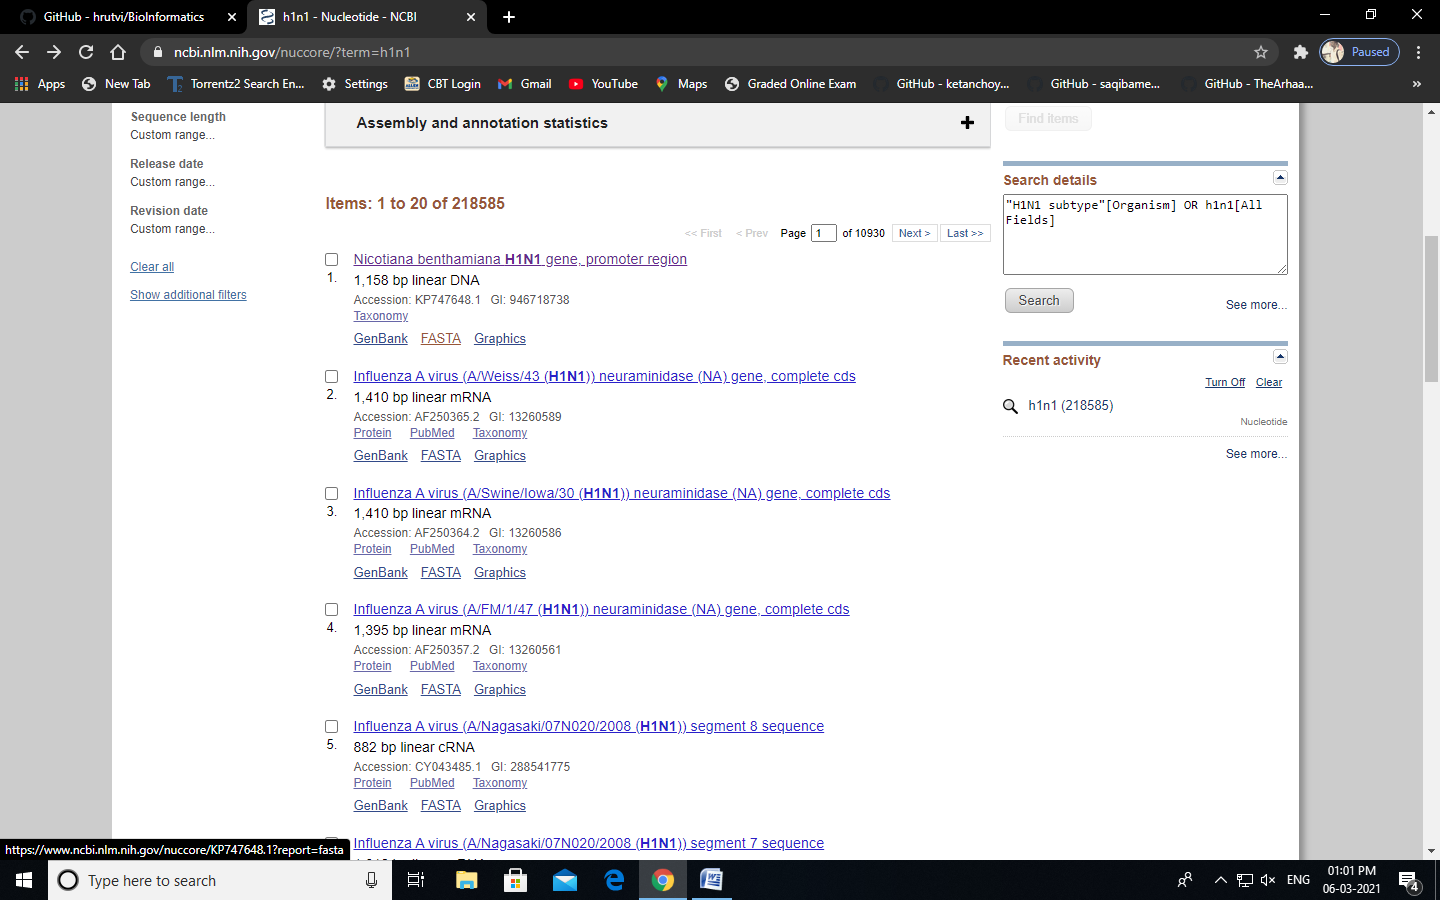 GitHub - hrutvi/BioInformatics
h1n1 - Nucleotide - NCBI
ncbi.nlm.nih.gov/nuccore/?term=h1n1
Paused
Apps
New Tab
Torrentz2 Search En...
Settings
CBT Login
Gmail
YouTube
Maps
Graded Online Exam
GitHub - ketanchoy...
GitHub - saqibame...
GitHub - TheArhaa...
»
Sequence length
Custom range...
Release date
Custom range...
Revision date
Custom range...
Clear all
Show additional filters
Assembly and annotation statistics
Items: 1 to 20 of 218585
<< First < Prev Page 1 of 10930 Next > Last >>
Nicotiana benthamiana H1N1 gene, promoter region
1. 1,158 bp linear DNA
Accession: KP747648.1 GI: 946718738
Taxonomy
GenBank FASTA Graphics
Influenza A virus (A/Weiss/43 (H1N1)) neuraminidase (NA) gene, complete cds
2. 1,410 bp linear mRNA
Accession: AF250365.2 GI: 13260589
Protein PubMed Taxonomy
GenBank FASTA Graphics
Influenza A virus (A/Swine/Iowa/30 (H1N1)) neuraminidase (NA) gene, complete cds
3. 1,410 bp linear mRNA
Accession: AF250364.2 GI: 13260586
Protein PubMed Taxonomy
GenBank FASTA Graphics
Influenza A virus (A/FM/1/47 (H1N1)) neuraminidase (NA) gene, complete cds
4. 1,395 bp linear mRNA
Accession: AF250357.2 GI: 13260561
Protein PubMed Taxonomy
GenBank FASTA Graphics
Influenza A virus (A/Nagasaki/07N020/2008 (H1N1)) segment 8 sequence
5. 882 bp linear cRNA
Accession: CY043485.1 GI: 288541775
Protein PubMed Taxonomy
GenBank FASTA Graphics
Influenza A virus (A/Nagasaki/07N020/2008 (H1N1)) segment 7 sequence
Find items
Search details
"H1N1 subtype"[Organism] OR h1n1[All
Fields]
Search
See more...
Recent activity
Turn Off Clear
h1n1 (218585)
Nucleotide
See more...
https://www.ncbi.nlm.nih.gov/nuccore/KP747648.1?report=fasta
Type here to search
ENG
01:01 PM
06-03-2021
4